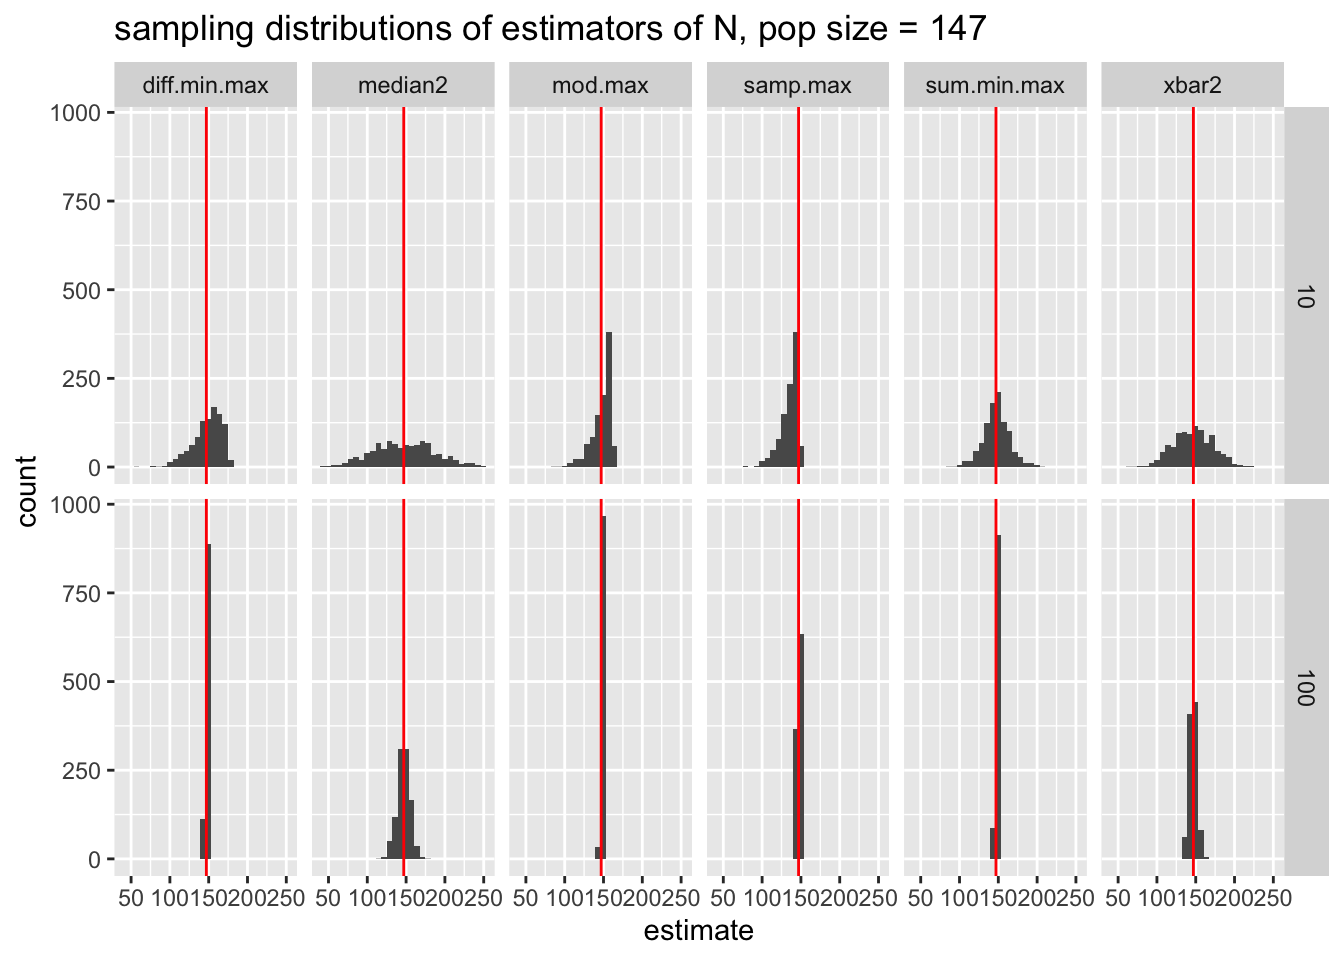 sampling distributions of estimators of N, pop size = 147
diff.min.max median2 mod.max samp.max sum.min.max xbar2
1000
750
500
250
0
10
1000
750
500
250
0
100
count
50 100 150 200 250 50 100 150 200 250 50 100 150 200 250 50 100 150 200 250 50 100 150 200 250 50 100 150 200 250
estimate